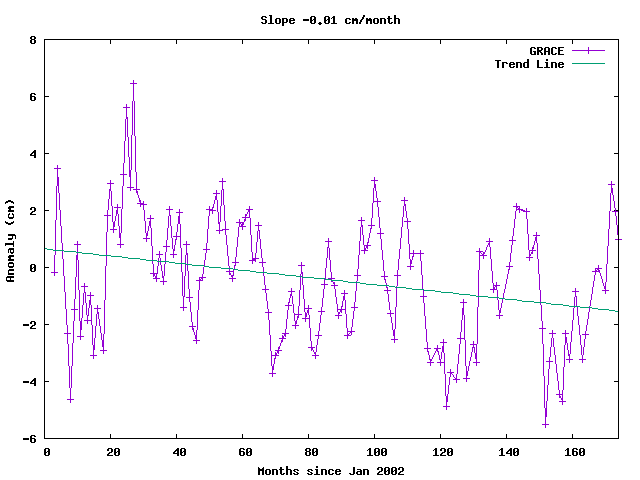 Slope -0.01 cm/month
GRACE
Trend Line
8
6
4
2
0
-2
-4
-6
Anomaly (cm)
0 20 40 60 80 100 120 140 160
Months since Jan 2002